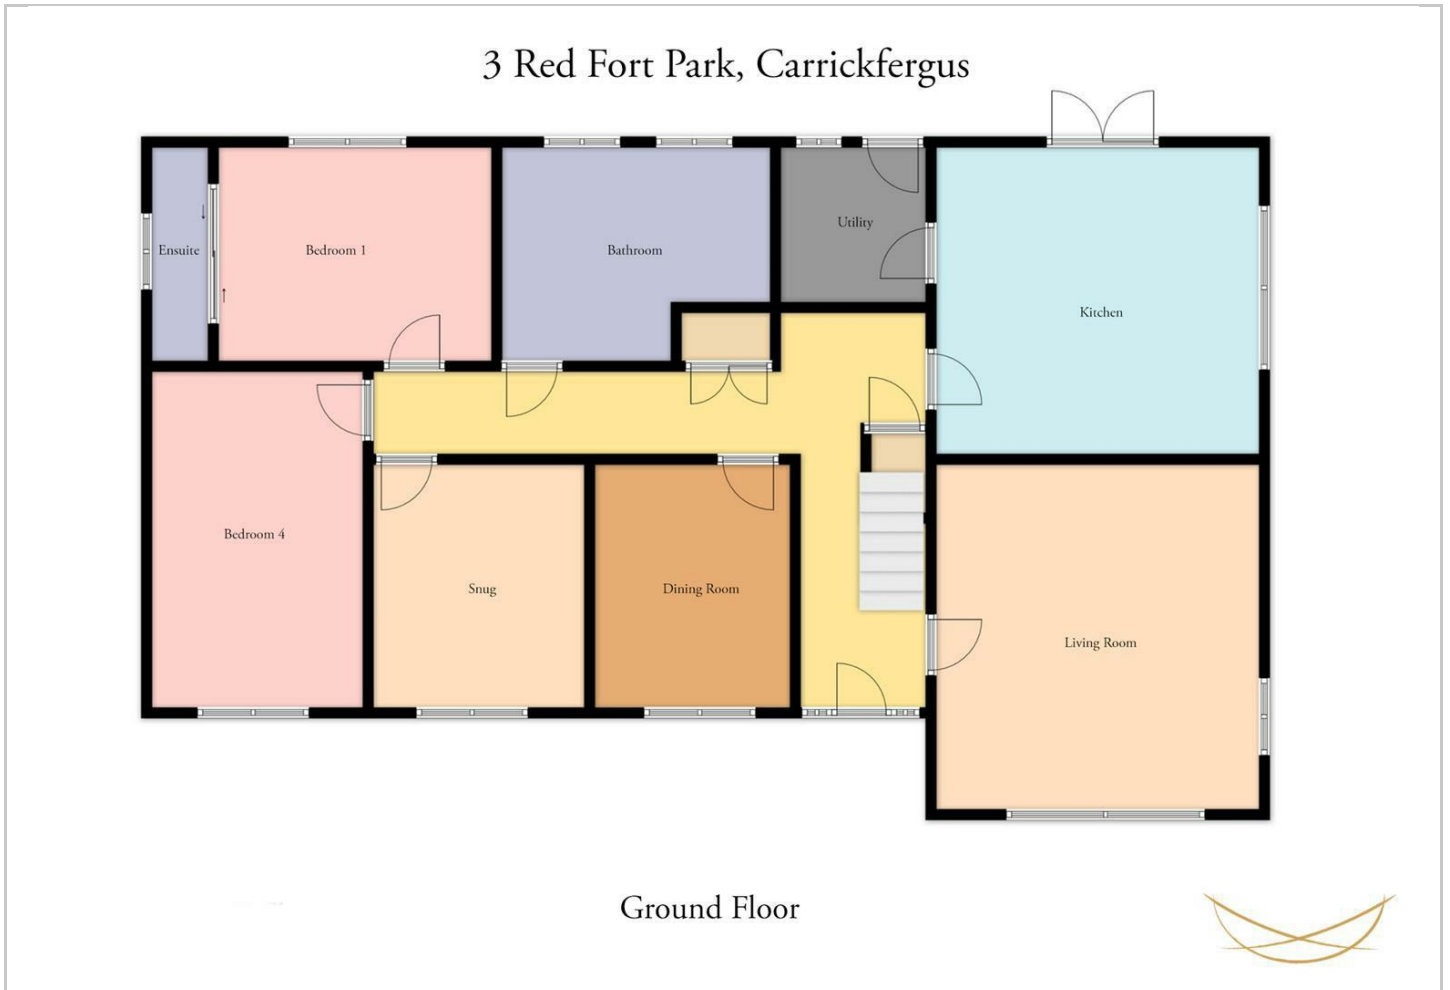 3 Red Fort Park, Carrickfergus
Ensuite
Bedroom 1
Bathroom
Utility
Kitchen
Bedroom 4
Snug
Dining Room
Living Room
Ground Floor